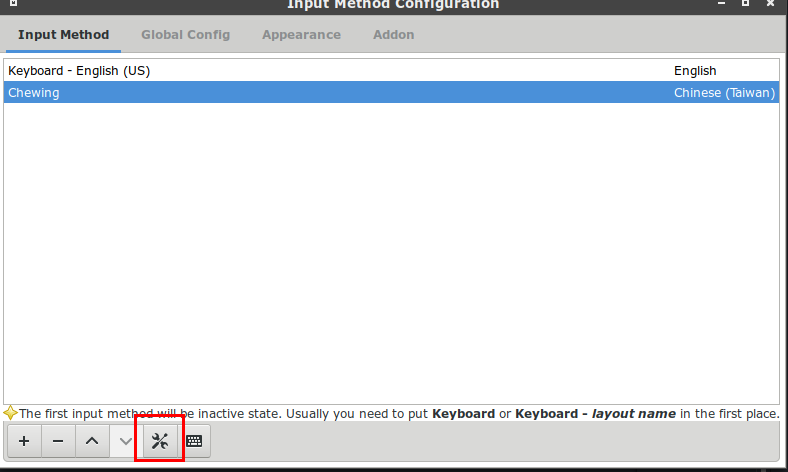 Input Method Configuration
Input Method Global Config Appearance Addon
Keyboard - English (US) English
Chewing Chinese (Taiwan)
The first input method will be inactive state. Usually you need to put Keyboard or Keyboard - layout name in the first place.